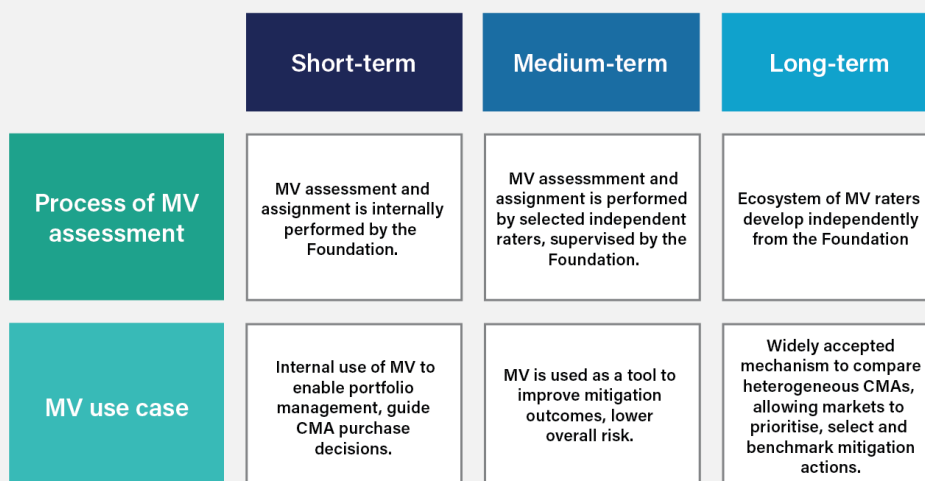 Short-term
Medium-term
Long-term
Process of MV
assessment
MV assessment and
assignment is internally
performed by the
Foundation.
MV assessmment and
assignment is performed
by selected independent
raters, supervised by the
Foundation.
Ecosystem of MV raters
develop independently
from the Foundation
MV use case
Internal use of MV to
enable portfolio
management, guide
CMA purchase
decisions.
MV is used as a tool to
improve mitigation
outcomes, lower
overall risk.
Widely accepted
mechanism to compare
heterogeneous CMAs,
allowing markets to
prioritise, select and
benchmark mitigation
actions.